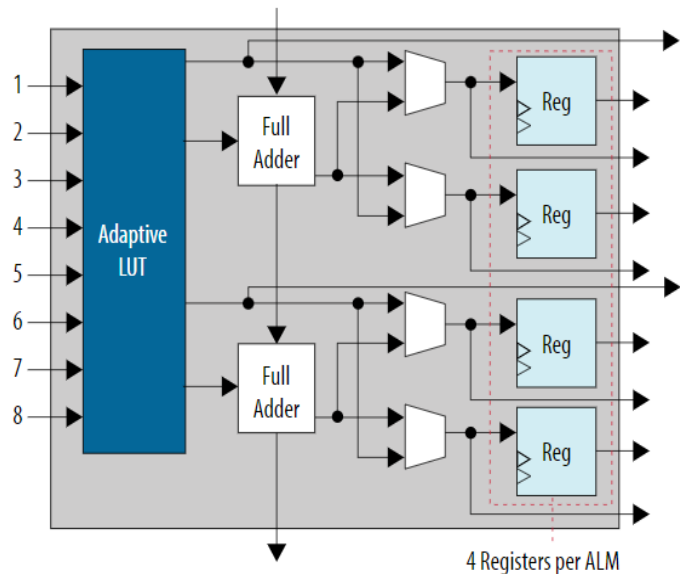 1
2
3
4
5
6
7
8
Adaptive
LUT
Full
Adder
Full
Adder
Reg
Reg
Reg
Reg
4 Registers per ALM